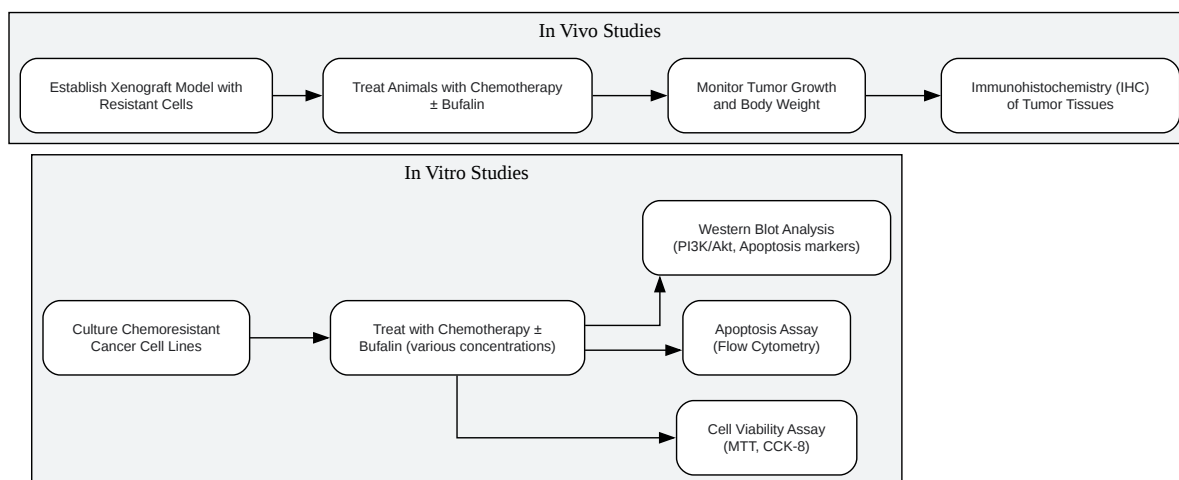 In Vivo Studies
Establish Xenograft Model with
Resistant Cells
Treat Animals with Chemotherapy
± Bufalin
Monitor Tumor Growth
and Body Weight
Immunohistochemistry (IHC)
of Tumor Tissues
In Vitro Studies
Western Blot Analysis
(PI3K/Akt, Apoptosis markers)
Culture Chemoresistant
Cancer Cell Lines
Treat with Chemotherapy ±
Bufalin (various concentrations)
Apoptosis Assay
(Flow Cytometry)
Cell Viability Assay
(MTT, CCK-8)